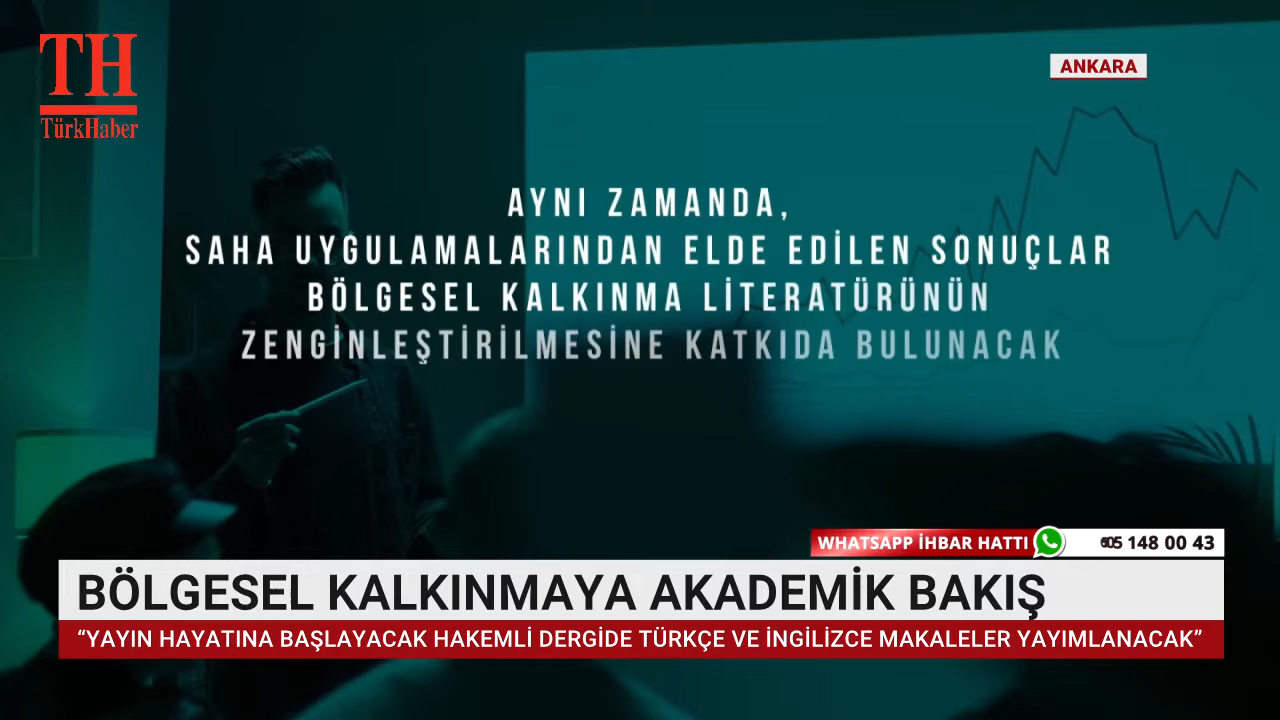 TH
TürkHaber
ANKARA
AYNI ZAMANDA,
SAHA UYGULAMALARINDAN ELDE EDİLEN SONUÇLAR
BÖLGESEL KALKINMA LİTERATÜRÜNÜN
ZENGİNLEŞTİRİLMESİNE KATKIDA BULUNACAK
WHATSAPP İHBAR HATTI 148 00 43
BÖLGESEL KALKINMAYA AKADEMİK BAKIŞ
“YAYIN HAYATINA BAŞLAYACAK HAKEMLİ DERGİDE TÜRKÇE VE İNGİLİZCE MAKALELER YAYIMLANACAK”